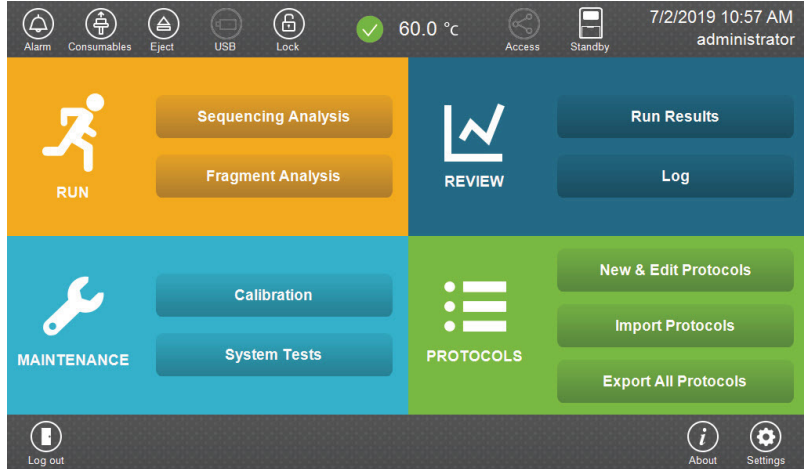 7/2/2019 10:57 AM
60.0 °c
administrator
Alarm
Consumables
Eject
USB
Lock
Access
Standby
Sequencing Analysis
Fragment Analysis
RUN
Run Results
Log
REVIEW
Calibration
System Tests
MAINTENANCE
New & Edit Protocols
Import Protocols
Export All Protocols
PROTOCOLS
Log out
i
About
Settings